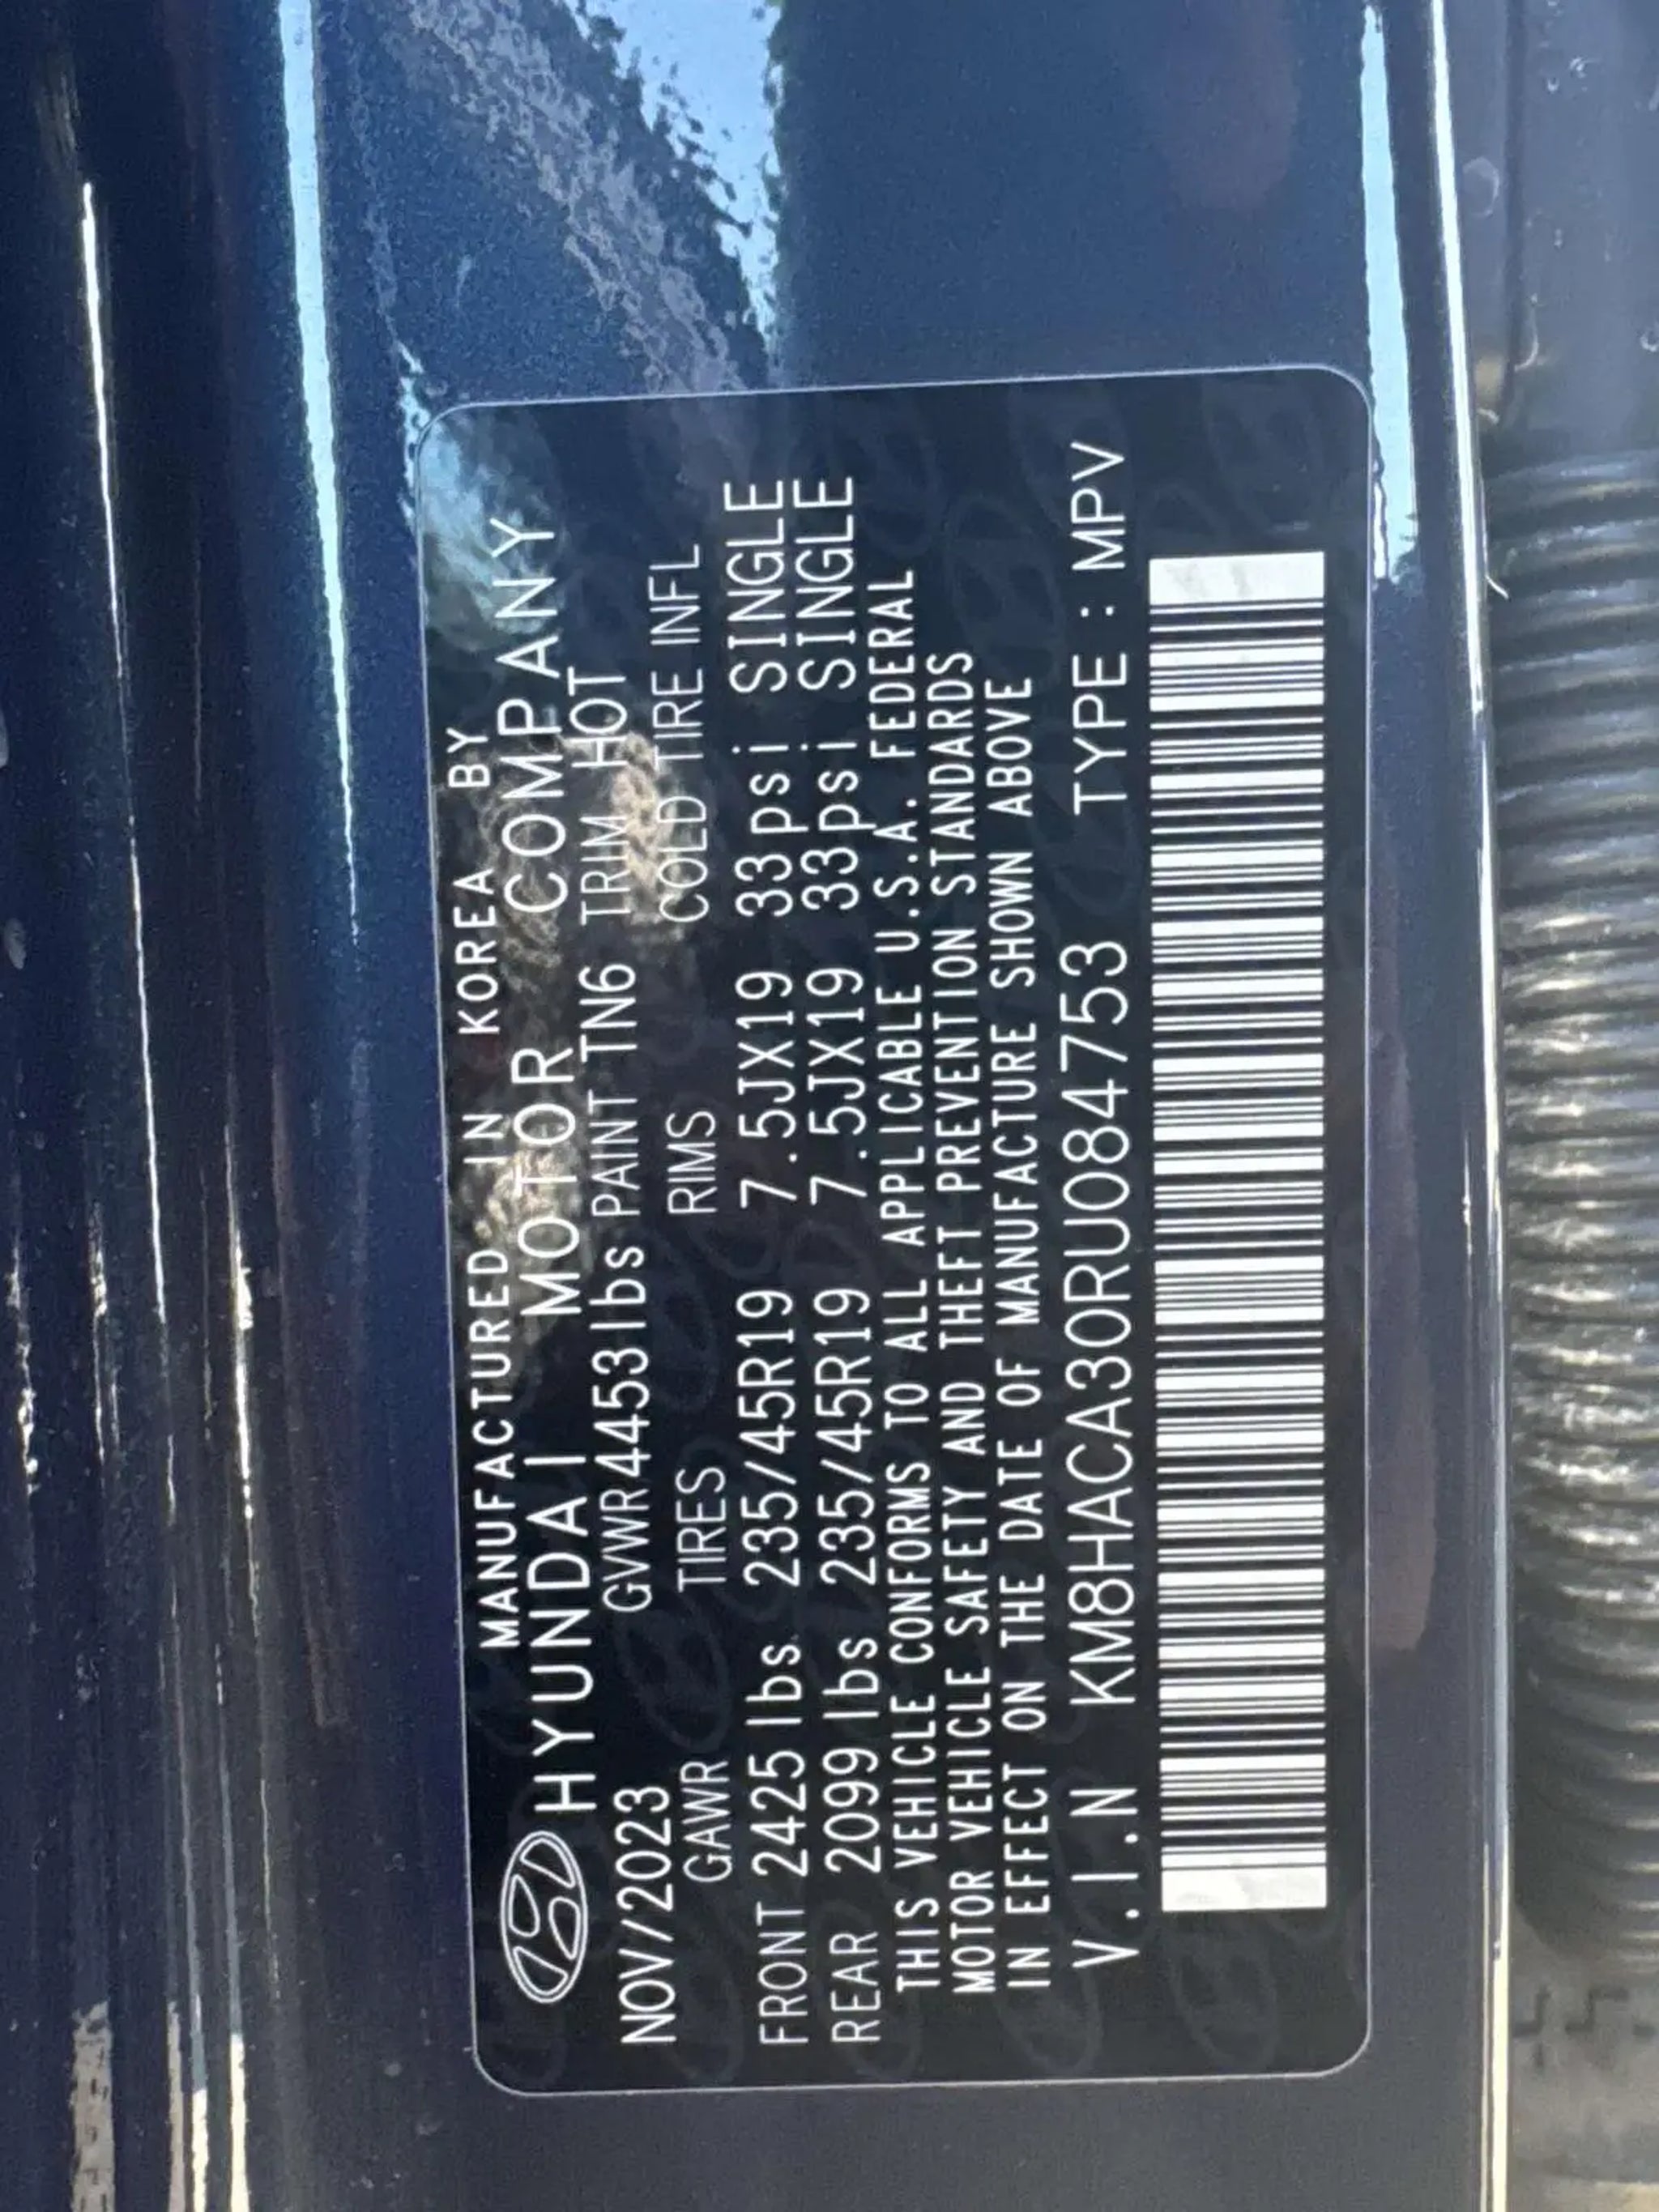 MANUFACTURED IN KOREA BY
HYUNDAI MOTOR COMPANY
NOV/2023 GVWR 4453 lbs PAINT TN6 TRIM HOT
GAWR TIRES RIMS COLD TIRE INFL
FRONT 2425 lbs 235/45R19 7.5JX19 33psi SINGLE
REAR 2099 lbs 235/45R19 7.5JX19 33psi SINGLE
THIS VEHICLE CONFORMS TO ALL APPLICABLE U.S.A. FEDERAL
MOTOR VEHICLE SAFETY AND THEFT PREVENTION STANDARDS
IN EFFECT ON THE DATE OF MANUFACTURE SHOWN ABOVE
V.I.N KM8HACA30RU084753 TYPE : MPV